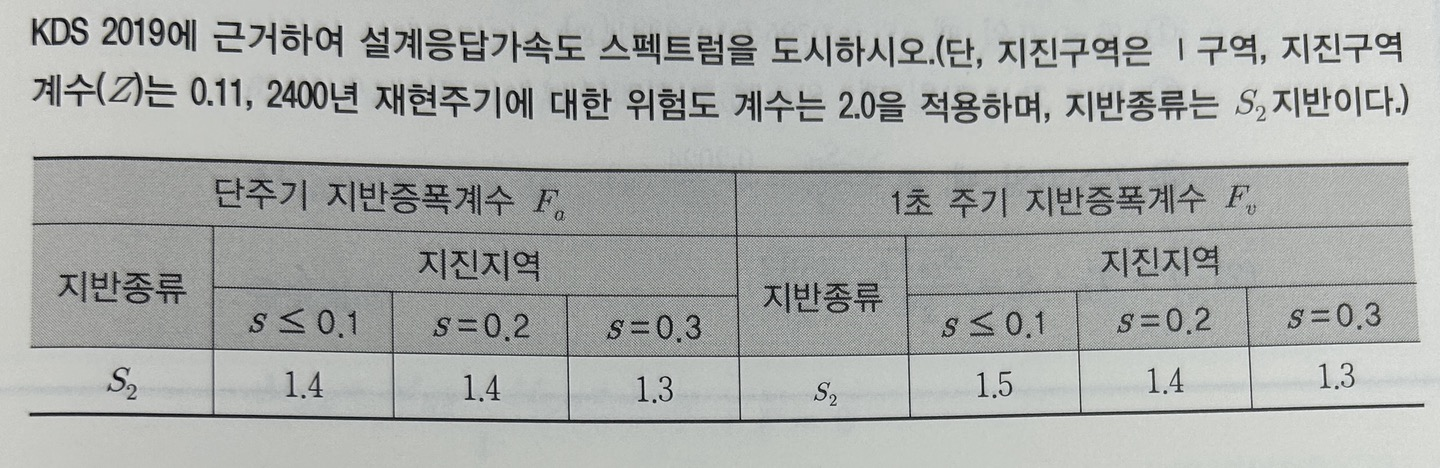 KDS 2019에 근거하여 설계응답가속도 스펙트럼을 도시하시오.(단, 지진구역은 Ⅰ구역, 지진구역
계수(Z)는 0.11, 2400년 재현주기에 대한 위험도 계수는 2.0을 적용하며, 지반종류는 S₂지반이다.)
단주기 지반증폭계수 Fₐ 1초 주기 지반증폭계수 Fᵥ
지반종류 지진지역 지반종류 지진지역
s ≤ 0.1 s=0.2 s=0.3 s ≤ 0.1 s=0.2 s=0.3
S₂ 1.4 1.4 1.3 S₂ 1.5 1.4 1.3